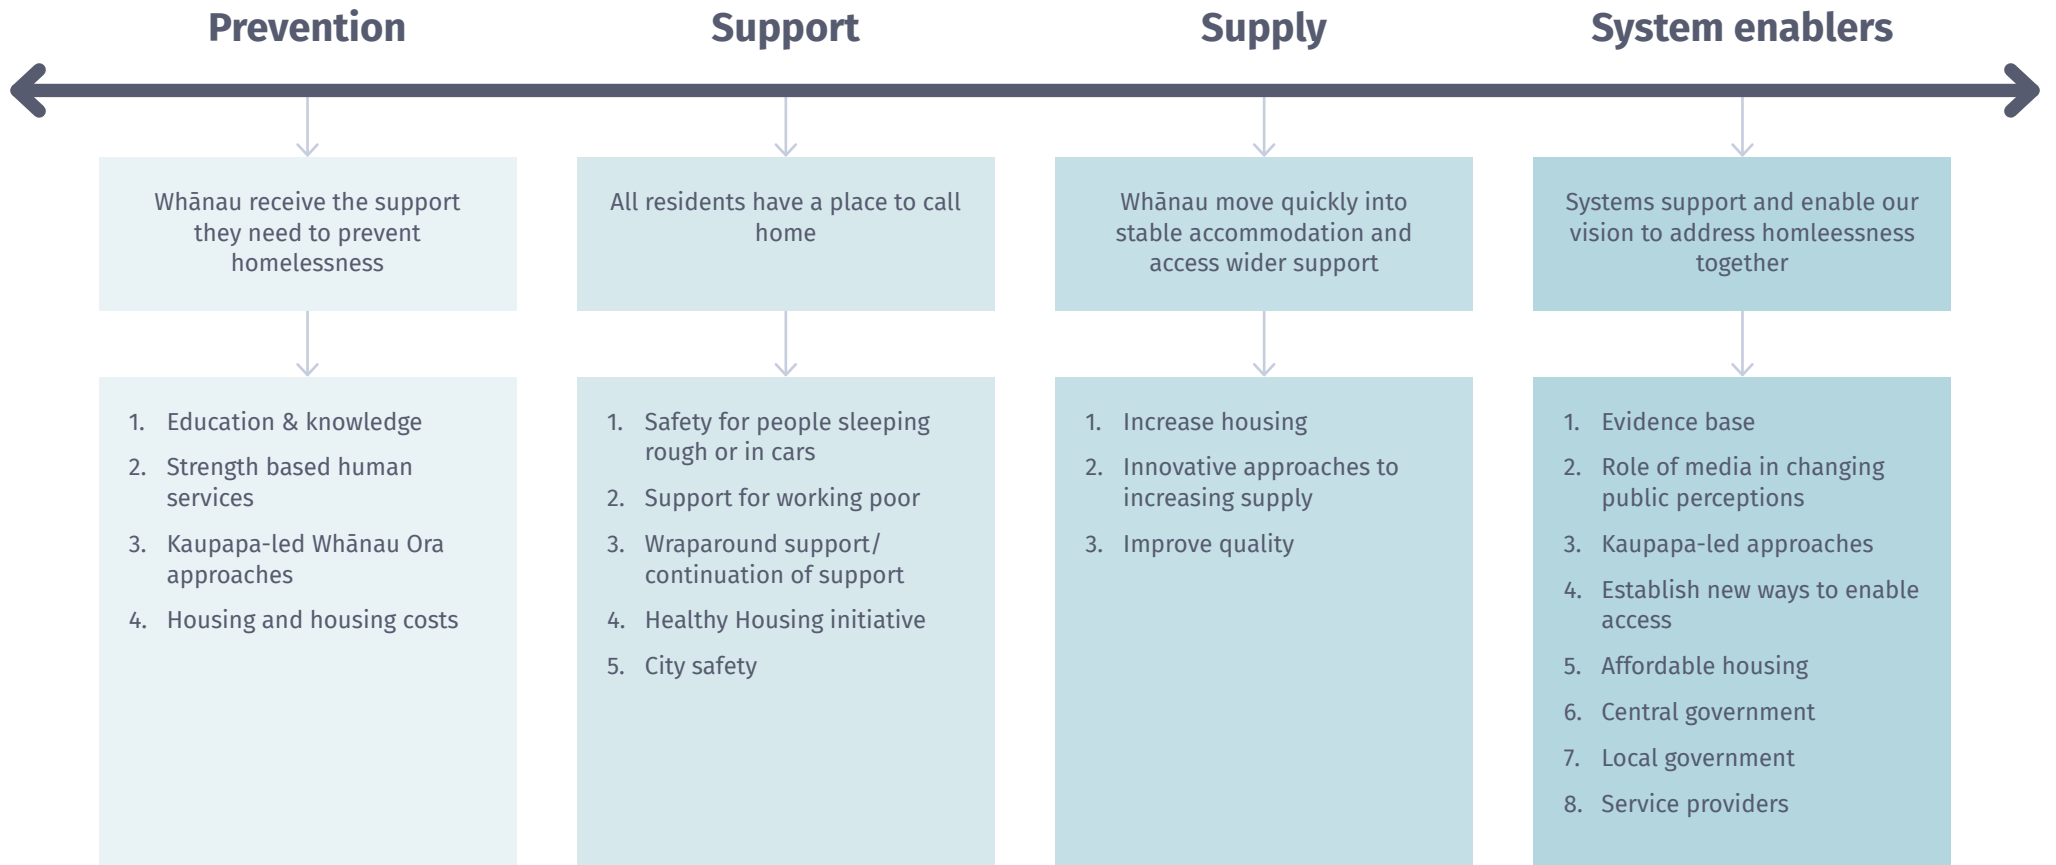 Prevention
Support
Supply
System enablers
Whānau receive the support
they need to prevent
homelessness
All residents have a place to call
home
Whānau move quickly into
stable accommodation and
access wider support
Systems support and enable our
vision to address homleessness
together
1. Education & knowledge
2. Strength based human
services
3. Kaupapa-led Whānau Ora
approaches
4. Housing and housing costs
1. Safety for people sleeping
rough or in cars
2. Support for working poor
3. Wraparound support/
continuation of support
4. Healthy Housing initiative
5. City safety
1. Increase housing
2. Innovative approaches to
increasing supply
3. Improve quality
1. Evidence base
2. Role of media in changing
public perceptions
3. Kaupapa-led approaches
4. Establish new ways to enable
access
5. Affordable housing
6. Central government
7. Local government
8. Service providers